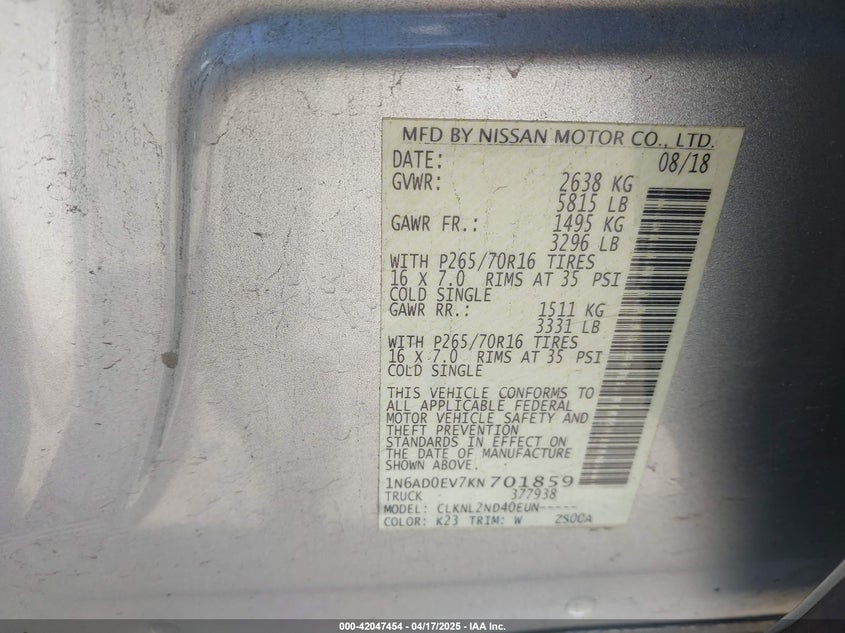 MFD BY NISSAN MOTOR CO., LTD.
DATE: 08/18
GVWR: 2638 KG
5815 LB
GAWR FR.: 1495 KG
3296 LB
WITH P265/70R16 TIRES
16 X 7.0 RIMS AT 35 PSI
COLD SINGLE
GAWR RR.: 1511 KG
3331 LB
WITH P265/70R16 TIRES
16 X 7.0 RIMS AT 35 PSI
COLD SINGLE
THIS VEHICLE CONFORMS TO
ALL APPLICABLE FEDERAL
MOTOR VEHICLE SAFETY AND
THEFT PREVENTION
STANDARDS IN EFFECT ON
THE DATE OF MANUFACTURE
SHOWN ABOVE.
1N6AD0EV7KN701859
TRUCK 377938
MODEL: CLKNL2ND40EUN-----
COLOR: K23 TRIM: W ZS00A
000-42047454 - 04/17/2025 - IAA Inc.